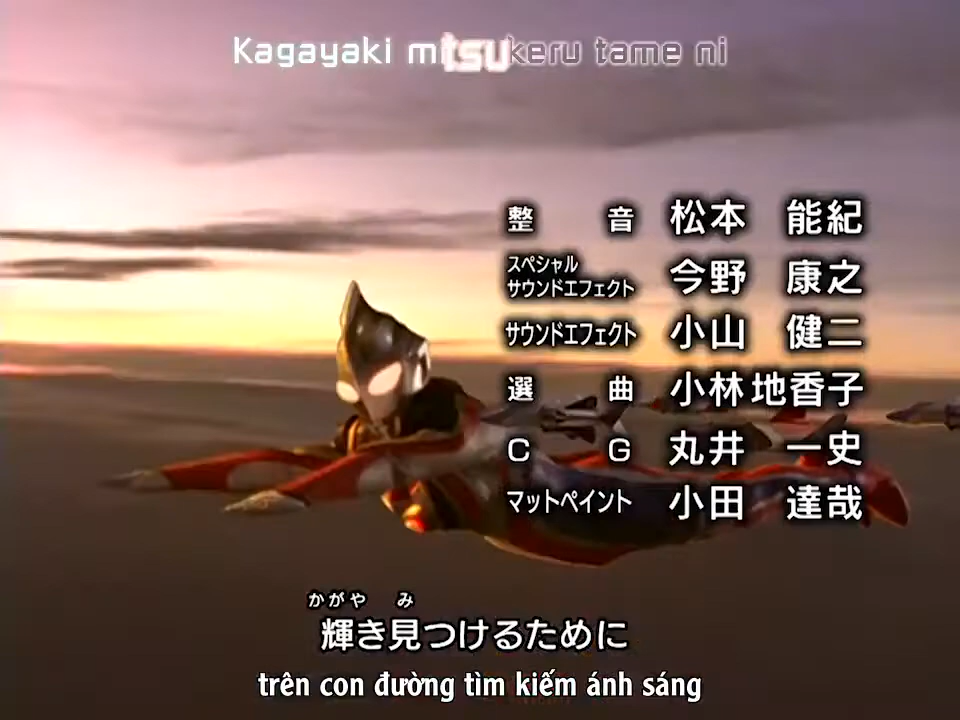 Kagayaki mitsukeru tame ni
整　音　松本　能紀
スペシャル
サウンドエフェクト　今野　康之
サウンドエフェクト　小山　健二
選　曲　小林地香子
C　G　丸井　一史
マットペイント　小田　達哉
かがや　み
輝き見つけるために
trên con đường tìm kiếm ánh sáng